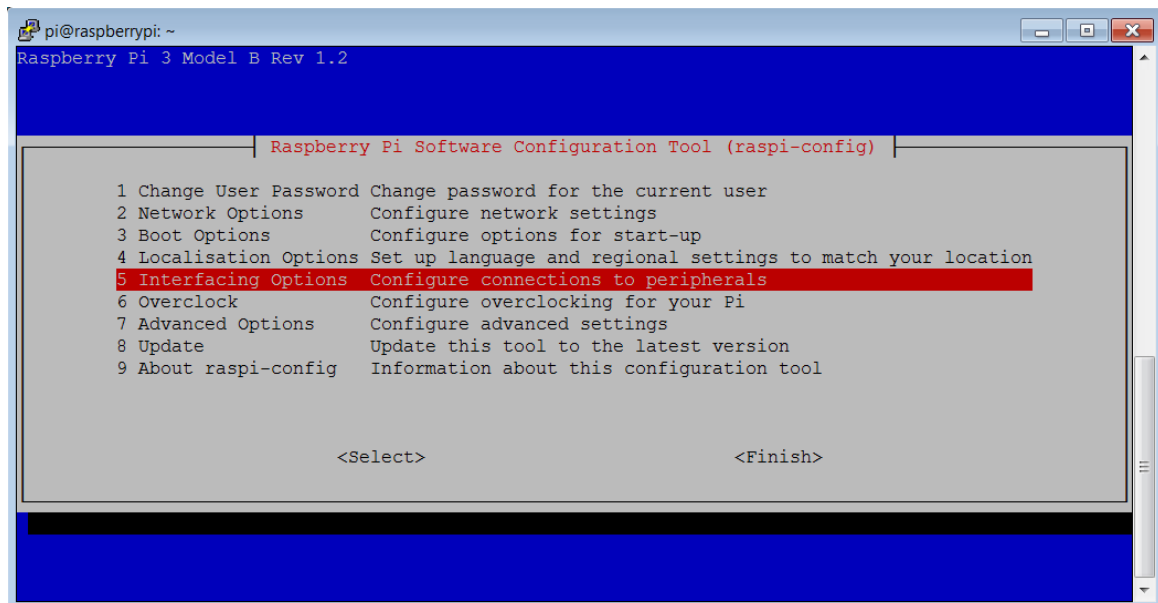 pi@raspberrypi: ~
Raspberry Pi 3 Model B Rev 1.2
Raspberry Pi Software Configuration Tool (raspi-config)
1 Change User Password Change password for the current user
2 Network Options Configure network settings
3 Boot Options Configure options for start-up
4 Localisation Options Set up language and regional settings to match your location
5 Interfacing Options Configure connections to peripherals
6 Overclock Configure overclocking for your Pi
7 Advanced Options Configure advanced settings
8 Update Update this tool to the latest version
9 About raspi-config Information about this configuration tool
<Select> <Finish>